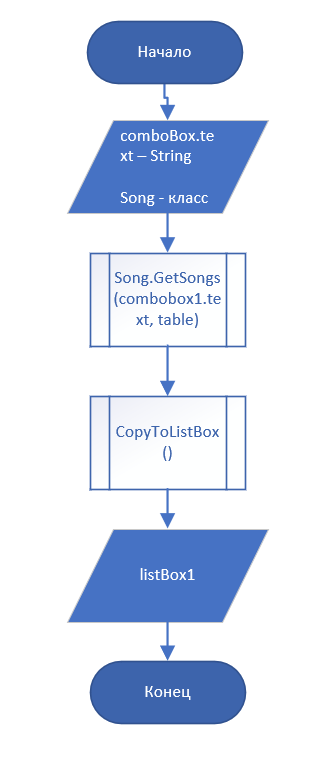 Начало
comboBox.te
xt – String
Song - класс
Song.GetSongs
(combobox1.te
xt, table)
CopyToListBox
()
listBox1
Конец